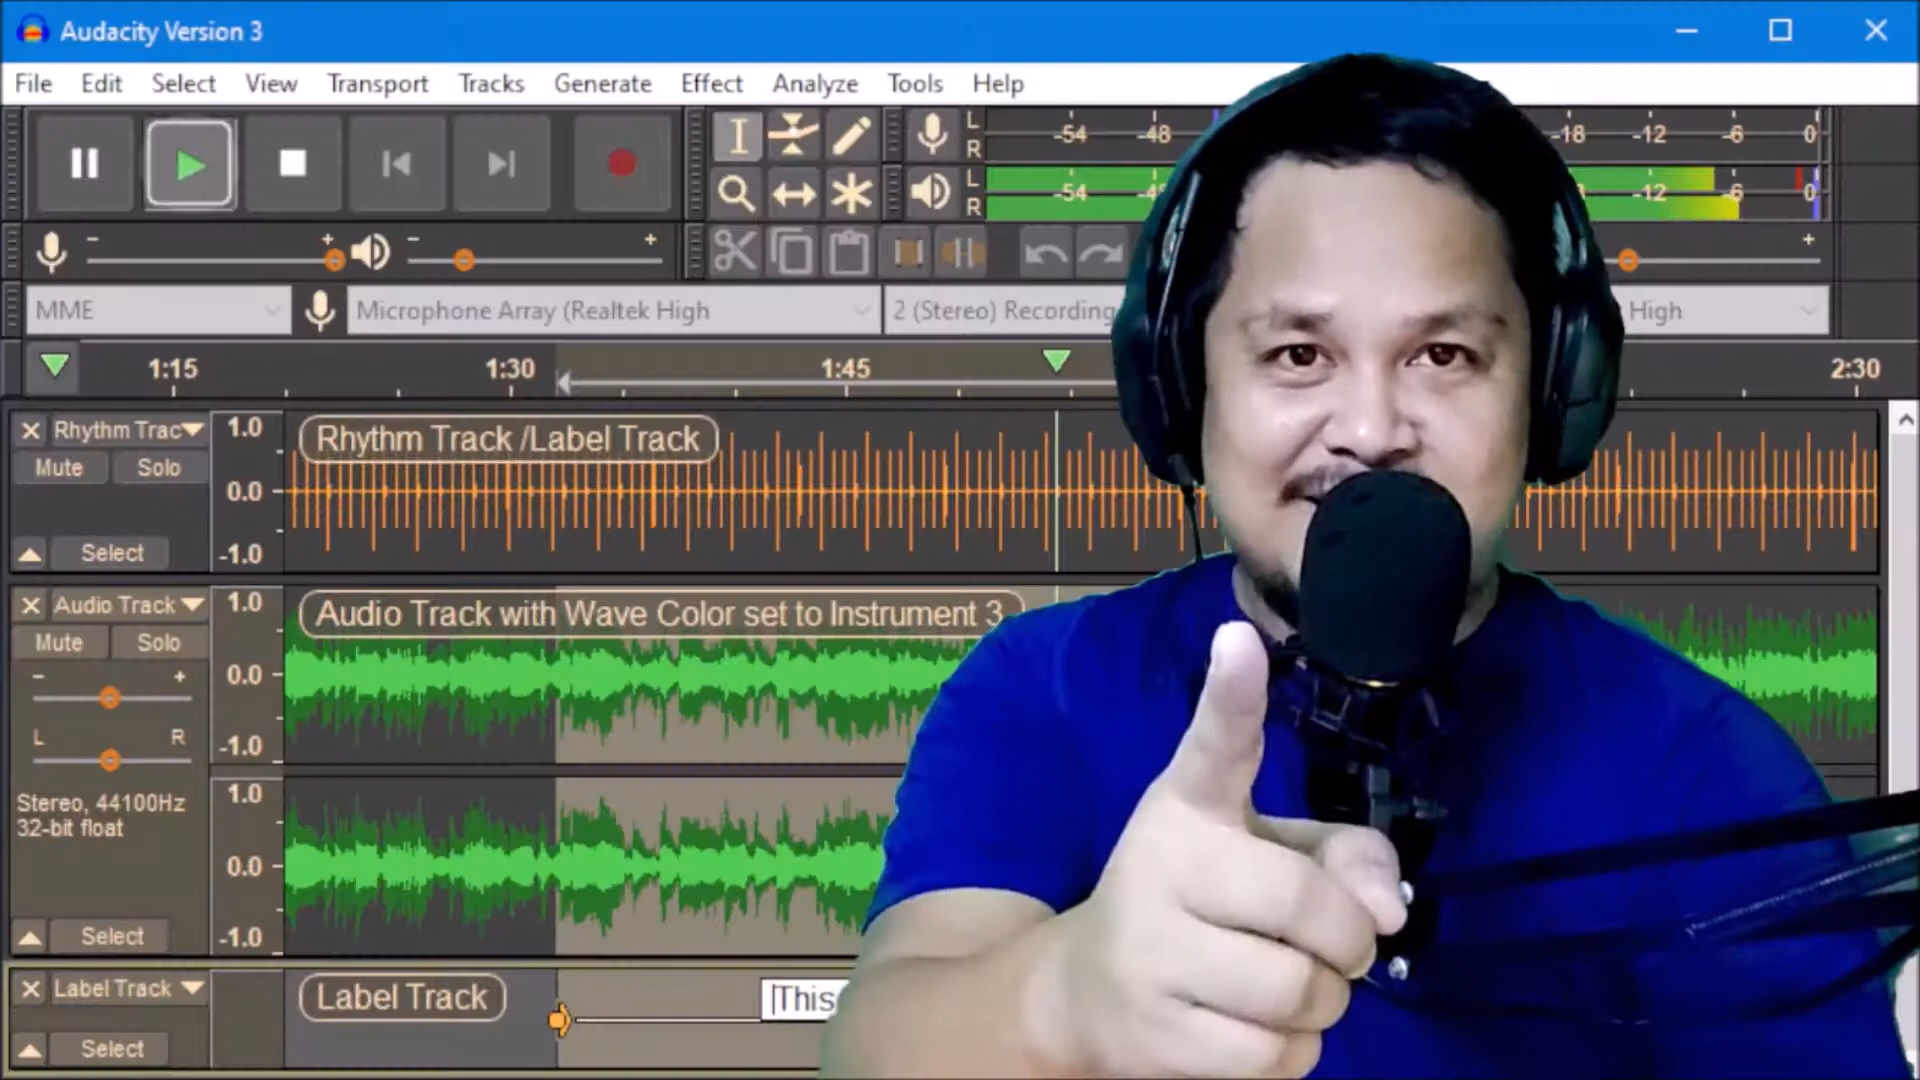 Audacity Version 3
File Edit Select View Transport Tracks Generate Effect Analyze Tools Help
L -54 -48 -18 -12 -6 0
R
L -54 -12 -6 0
R
- + - + +
MME Microphone Array (Realtek High 2 (Stereo) Recording High
1:15 1:30 1:45 2:30
Rhythm Trac 1.0 Rhythm Track /Label Track
Mute Solo
0.0
Select -1.0
Audio Track 1.0 Audio Track with Wave Color set to Instrument 3
Mute Solo
- + 0.0
L R -1.0
Stereo, 44100Hz 1.0
32-bit float
0.0
Select -1.0
Label Track Label Track This
Select